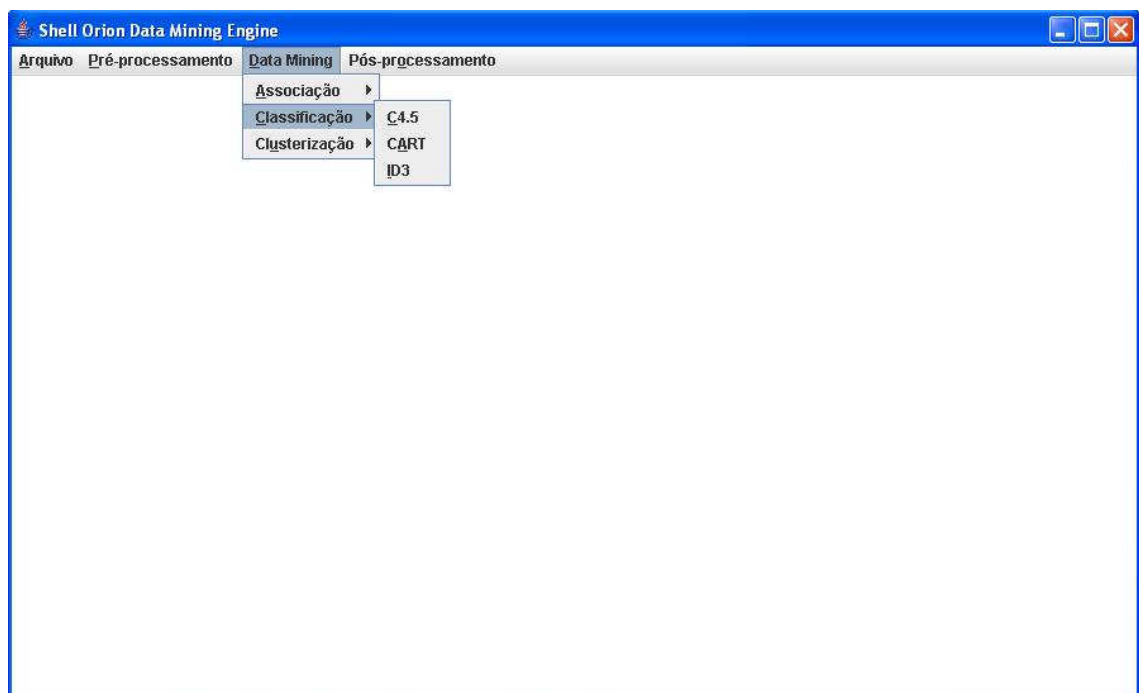 Shell Orion Data Mining Engine
Arquivo Pré-processamento Data Mining Pós-processamento
Associação
Classificação C4.5
Clusterização CART
ID3